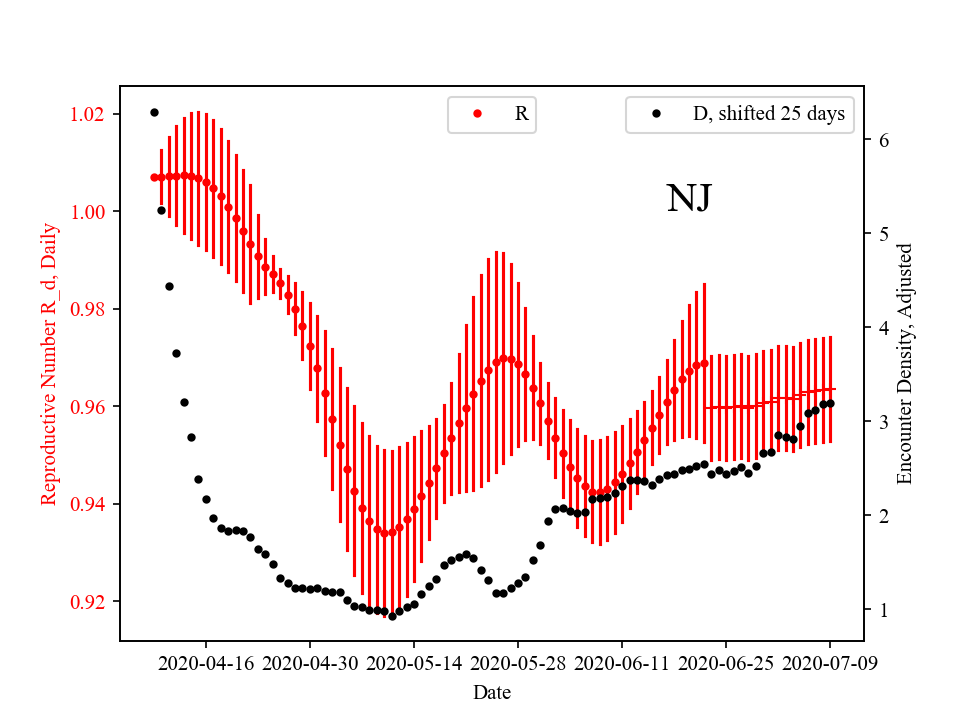 R
D, shifted 25 days
NJ
Reproductive Number R_d, Daily
1.02
1.00
0.98
0.96
0.94
0.92
Encounter Density, Adjusted
6
5
4
3
2
1
2020-04-16 2020-04-30 2020-05-14 2020-05-28 2020-06-11 2020-06-25 2020-07-09
Date